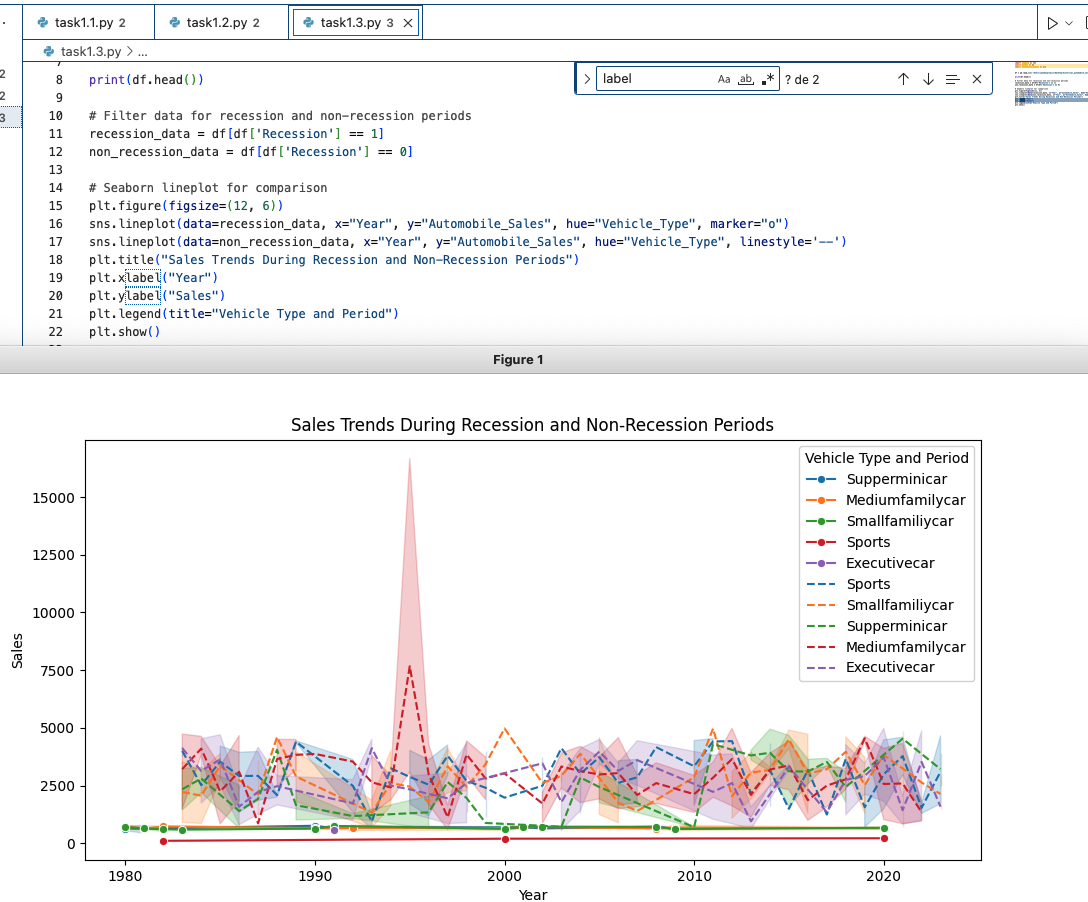 task1.1.py 2
task1.2.py 2
task1.3.py 3
task1.3.py > ...
2
2
3
label
Aa
ab
.*
? de 2
8 print(df.head())
9
10 # Filter data for recession and non-recession periods
11 recession_data = df[df['Recession'] == 1]
12 non_recession_data = df[df['Recession'] == 0]
13
14 # Seaborn lineplot for comparison
15 plt.figure(figsize=(12, 6))
16 sns.lineplot(data=recession_data, x="Year", y="Automobile_Sales", hue="Vehicle_Type", marker="o")
17 sns.lineplot(data=non_recession_data, x="Year", y="Automobile_Sales", hue="Vehicle_Type", linestyle='--')
18 plt.title("Sales Trends During Recession and Non-Recession Periods")
19 plt.xlabel("Year")
20 plt.ylabel("Sales")
21 plt.legend(title="Vehicle Type and Period")
22 plt.show()
Figure 1
Sales Trends During Recession and Non-Recession Periods
Vehicle Type and Period
Supperminicar
Mediumfamilycar
Smallfamiliycar
Sports
Executivecar
Sports
Smallfamiliycar
Supperminicar
Mediumfamilycar
Executivecar
15000
12500
10000
7500
5000
2500
0
Sales
1980
1990
2000
2010
2020
Year